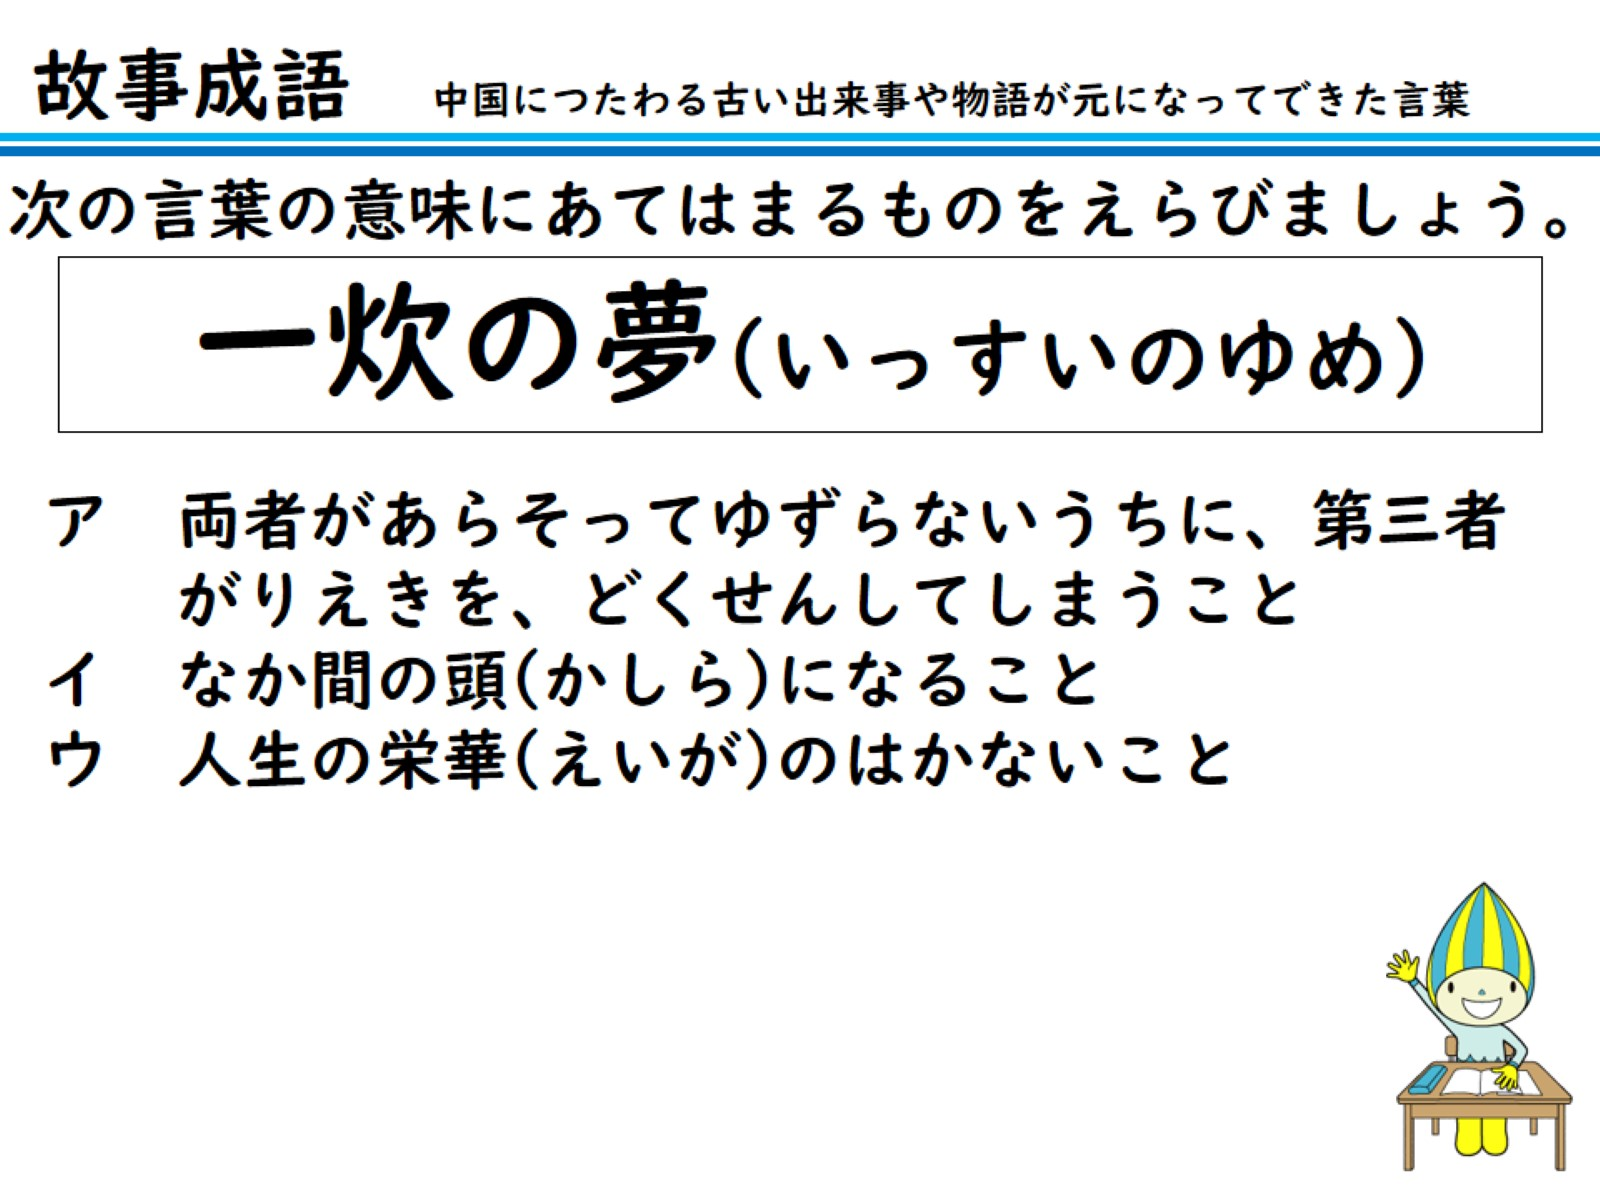 故事成語　中国につたわる古い出来事や物語が元になってできた言葉
次の言葉の意味にあてはまるものをえらびましょう。
一炊の夢(いっすいのゆめ)
ア　両者があらそってゆずらないうちに、第三者
がりえきを、どくせんしてしまうこと
イ　なか間の頭(かしら)になること
ウ　人生の栄華(えいが)のはかないこと